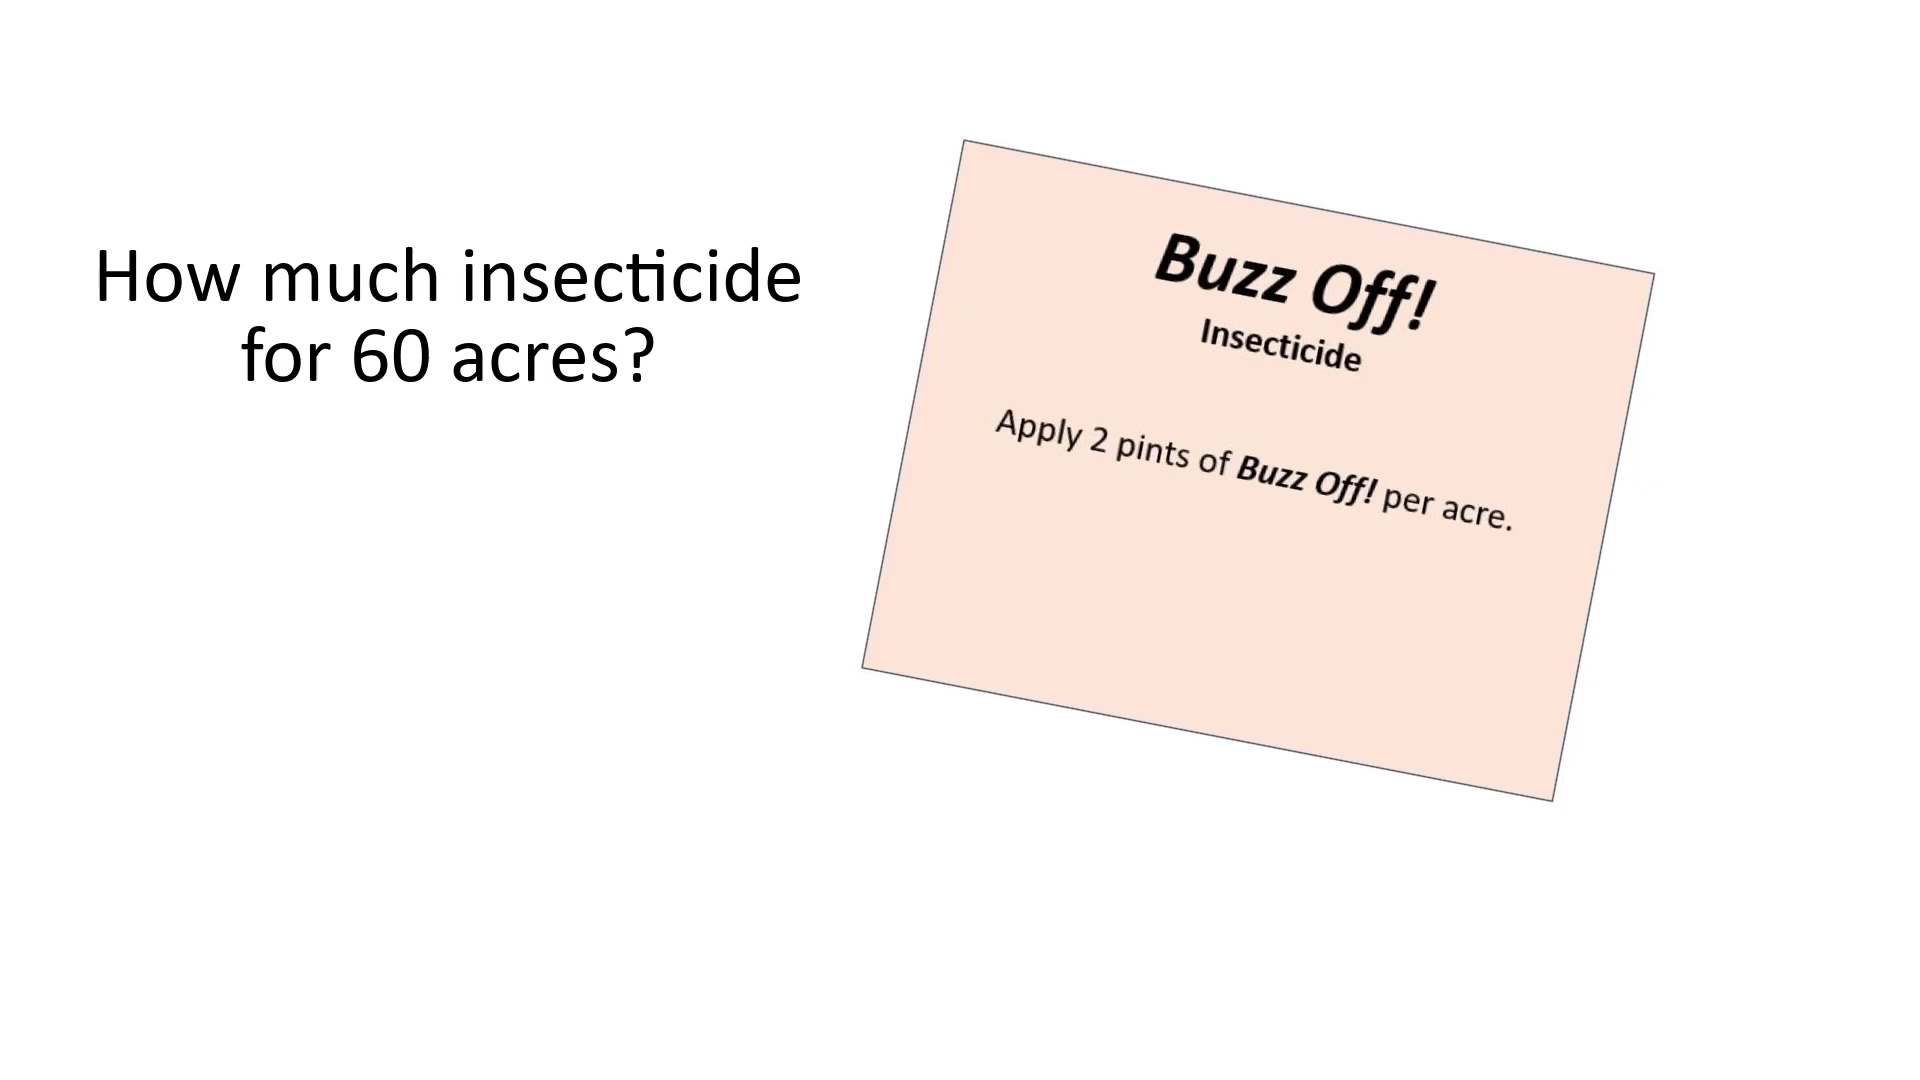 How much insecticide
for 60 acres?
Buzz Off!
Insecticide
Apply 2 pints of Buzz Off! per acre.